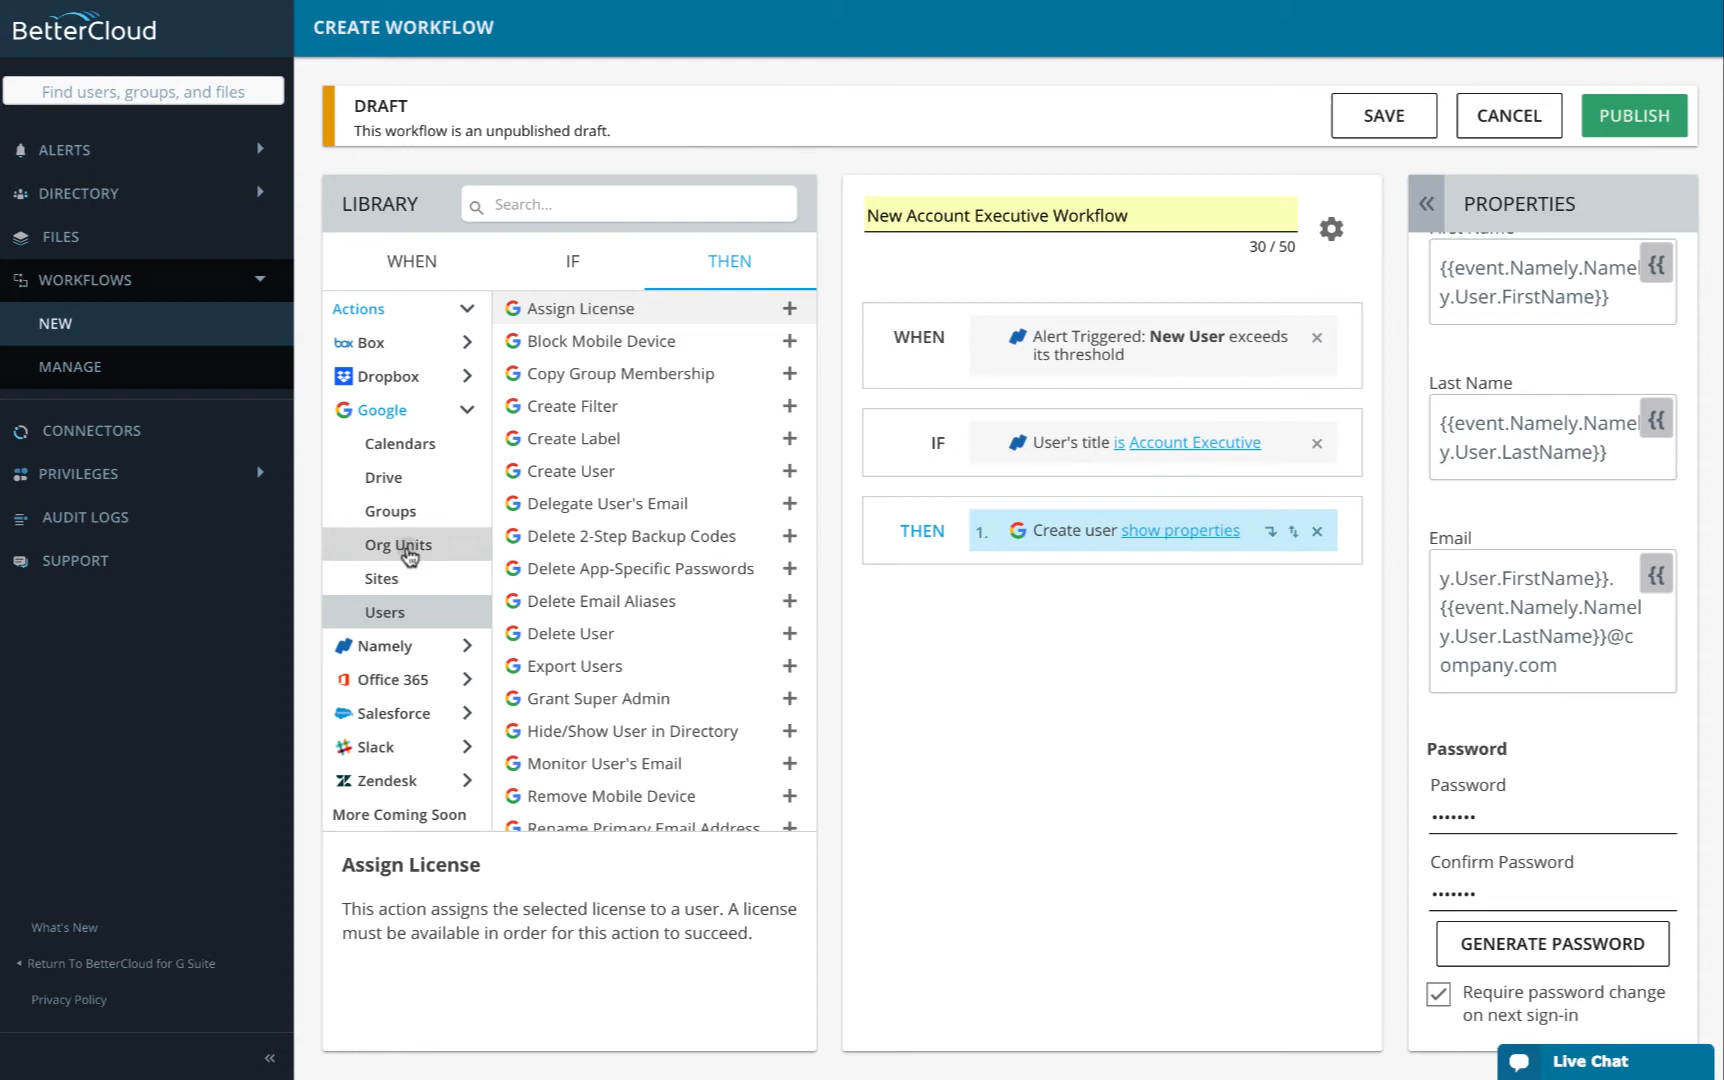 BetterCloud
CREATE WORKFLOW
Find users, groups, and files
ALERTS
DIRECTORY
FILES
WORKFLOWS
NEW
MANAGE
CONNECTORS
PRIVILEGES
AUDIT LOGS
SUPPORT
What's New
Return To BetterCloud for G Suite
Privacy Policy
DRAFT
This workflow is an unpublished draft.
SAVE
CANCEL
PUBLISH
LIBRARY
Search...
WHEN
IF
THEN
Actions
box Box
Dropbox
Google
Calendars
Drive
Groups
Org Units
Sites
Users
Namely
Office 365
Salesforce
Slack
Zendesk
More Coming Soon
Assign License
Block Mobile Device
Copy Group Membership
Create Filter
Create Label
Create User
Delegate User's Email
Delete 2-Step Backup Codes
Delete App-Specific Passwords
Delete Email Aliases
Delete User
Export Users
Grant Super Admin
Hide/Show User in Directory
Monitor User's Email
Remove Mobile Device
Rename Primary Email Address
Assign License
This action assigns the selected license to a user. A license
must be available in order for this action to succeed.
New Account Executive Workflow
30 / 50
WHEN
Alert Triggered: New User exceeds
its threshold
IF
User's title is Account Executive
THEN
1. Create user show properties
PROPERTIES
First Name
{{event.Namely.Namel
y.User.FirstName}}
{{
Last Name
{{event.Namely.Namel
y.User.LastName}}
{{
Email
y.User.FirstName}}.
{{event.Namely.Namel
y.User.LastName}}@c
ompany.com
{{
Password
Password
•••••••
Confirm Password
•••••••
GENERATE PASSWORD
Require password change
on next sign-in
Live Chat